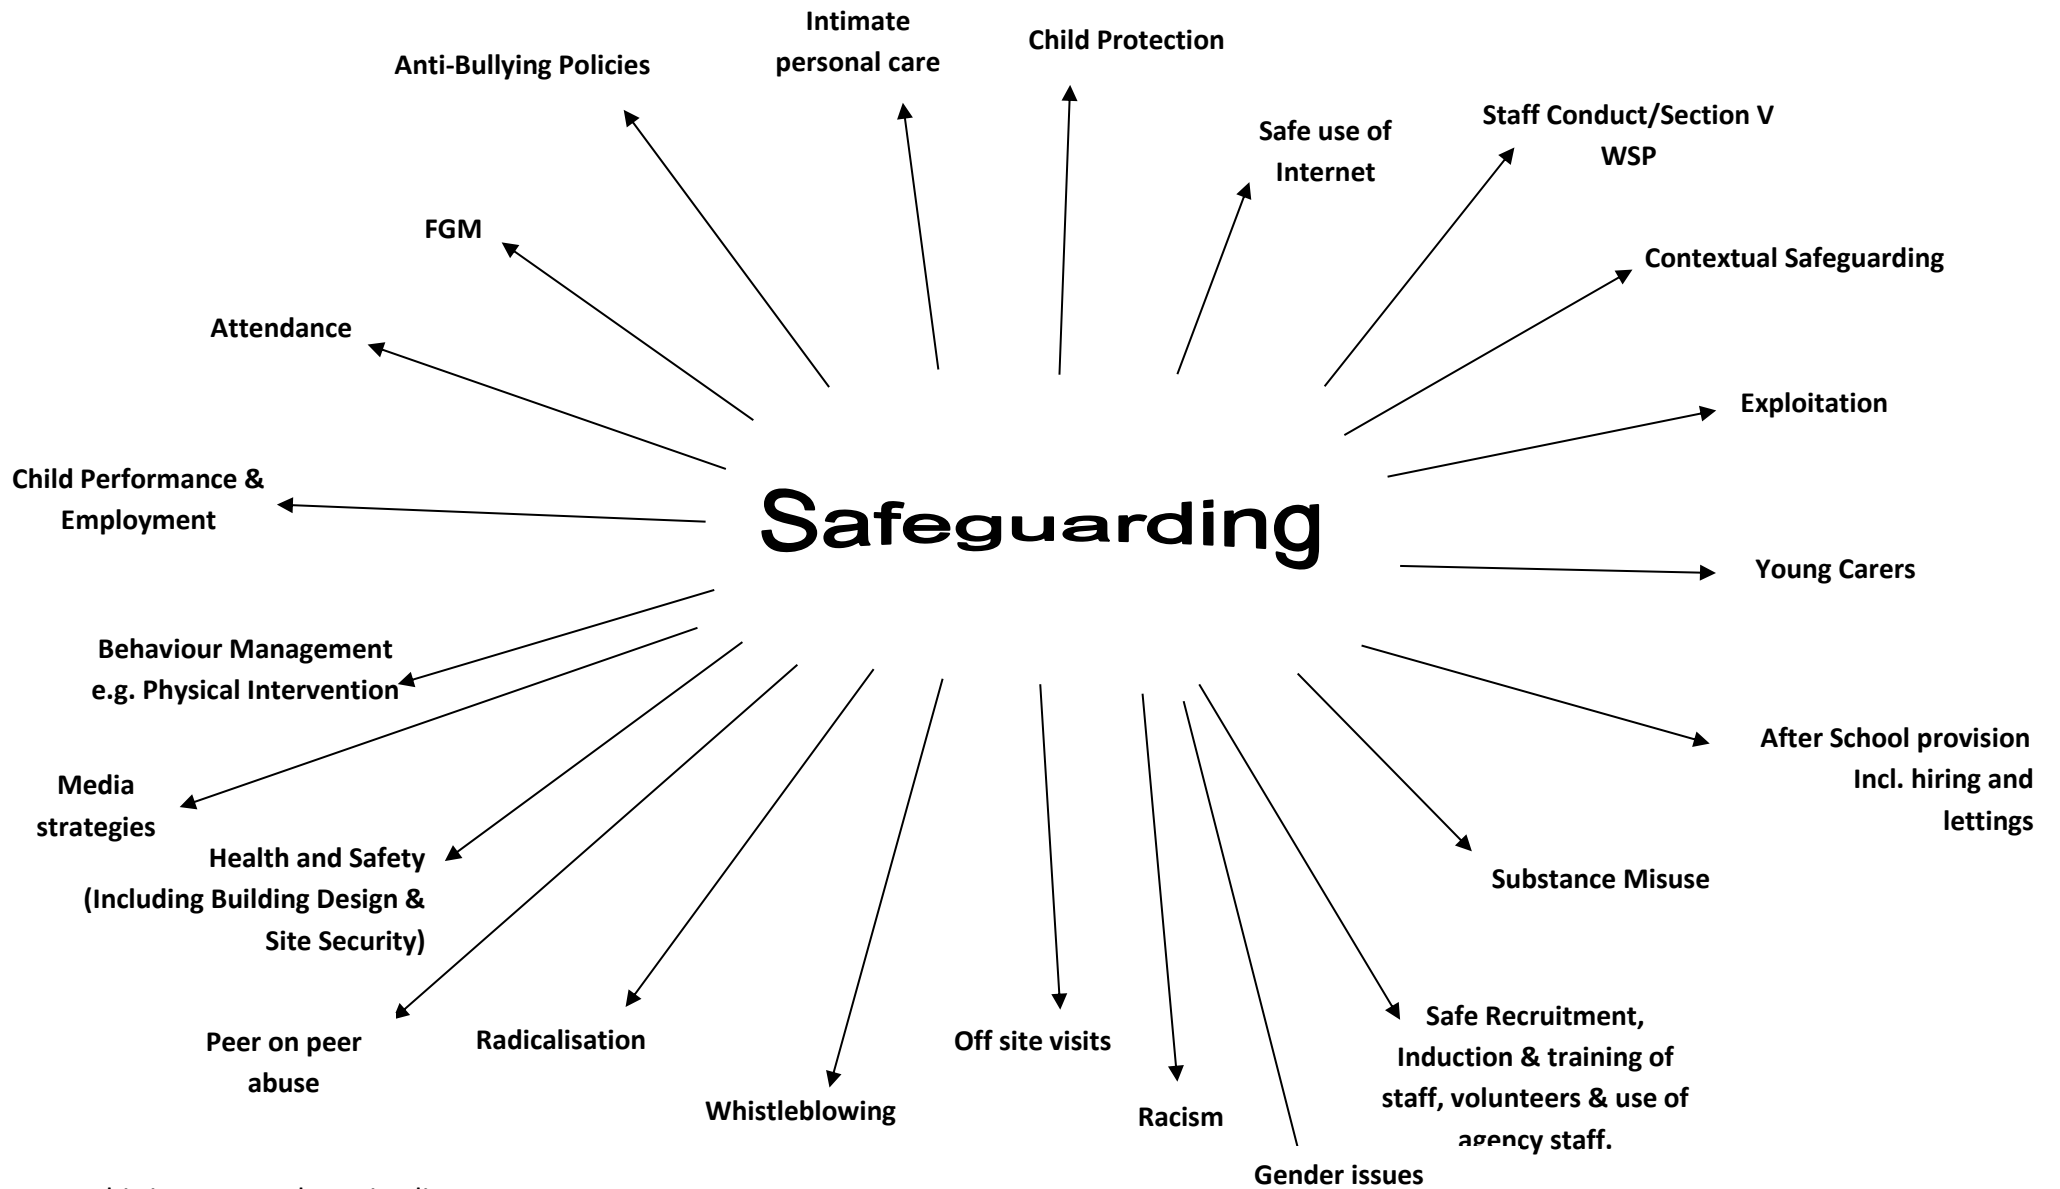 Intimate
personal care
Child Protection
Anti-Bullying Policies
Staff Conduct/Section V
WSP
Safe use of
Internet
FGM
Contextual Safeguarding
Attendance
Exploitation
Child Performance &
Employment
Safeguarding
Young Carers
Behaviour Management
e.g. Physical Intervention
After School provision
Incl. hiring and
lettings
Media
strategies
Health and Safety
(Including Building Design &
Site Security)
Substance Misuse
Peer on peer
abuse
Radicalisation
Whistleblowing
Off site visits
Racism
Safe Recruitment,
Induction & training of
staff, volunteers & use of
agency staff.
Gender issues